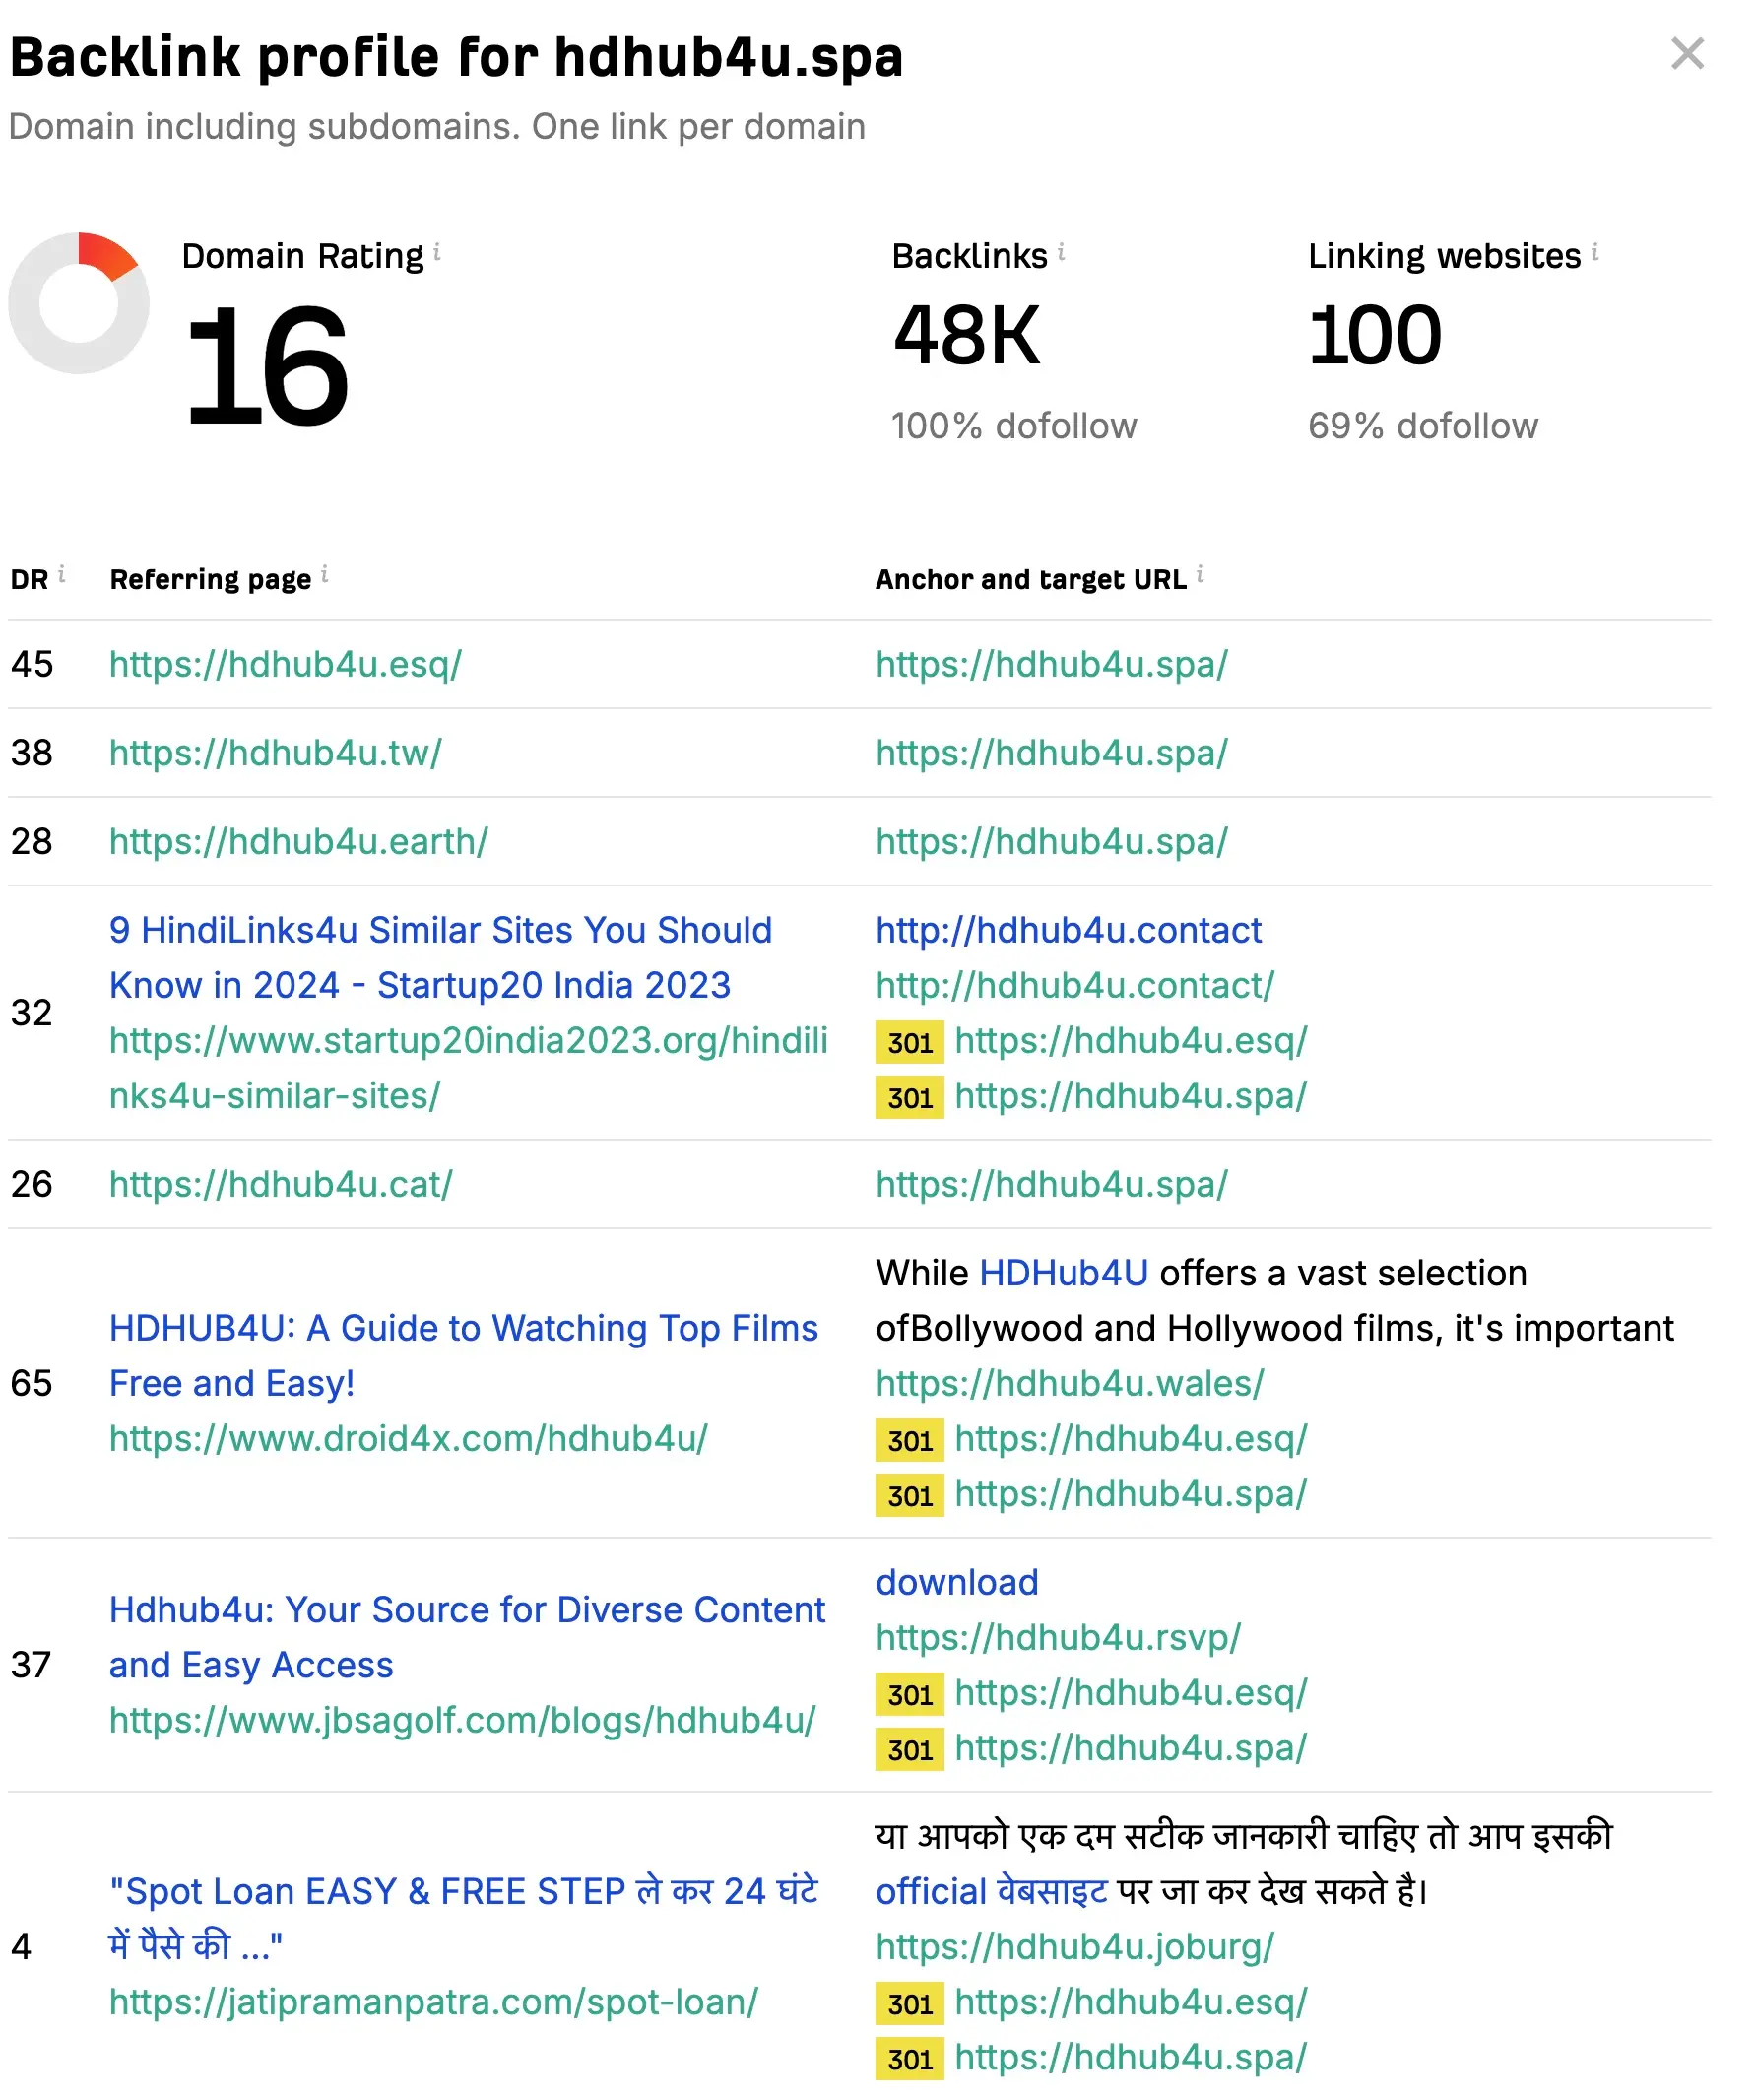 Backlink profile for hdhub4u.spa
Domain including subdomains. One link per domain
Domain Rating i
16
Backlinks i
48K
100% dofollow
Linking websites i
100
69% dofollow
DR i Referring page i Anchor and target URL i
45 https://hdhub4u.esq/ https://hdhub4u.spa/
38 https://hdhub4u.tw/ https://hdhub4u.spa/
28 https://hdhub4u.earth/ https://hdhub4u.spa/
32
9 HindiLinks4u Similar Sites You Should
Know in 2024 - Startup20 India 2023
https://www.startup20india2023.org/hindili
nks4u-similar-sites/
http://hdhub4u.contact
http://hdhub4u.contact/
301 https://hdhub4u.esq/
301 https://hdhub4u.spa/
26 https://hdhub4u.cat/ https://hdhub4u.spa/
65
HDHUB4U: A Guide to Watching Top Films
Free and Easy!
https://www.droid4x.com/hdhub4u/
While HDHub4U offers a vast selection
ofBollywood and Hollywood films, it's important
https://hdhub4u.wales/
301 https://hdhub4u.esq/
301 https://hdhub4u.spa/
37
Hdhub4u: Your Source for Diverse Content
and Easy Access
https://www.jbsagolf.com/blogs/hdhub4u/
download
https://hdhub4u.rsvp/
301 https://hdhub4u.esq/
301 https://hdhub4u.spa/
4
"Spot Loan EASY & FREE STEP ले कर 24 घंटे
में पैसे की ..."
https://jatipramanpatra.com/spot-loan/
या आपको एक दम सटीक जानकारी चाहिए तो आप इसकी
official वेबसाइट पर जा कर देख सकते है।
https://hdhub4u.joburg/
301 https://hdhub4u.esq/
301 https://hdhub4u.spa/